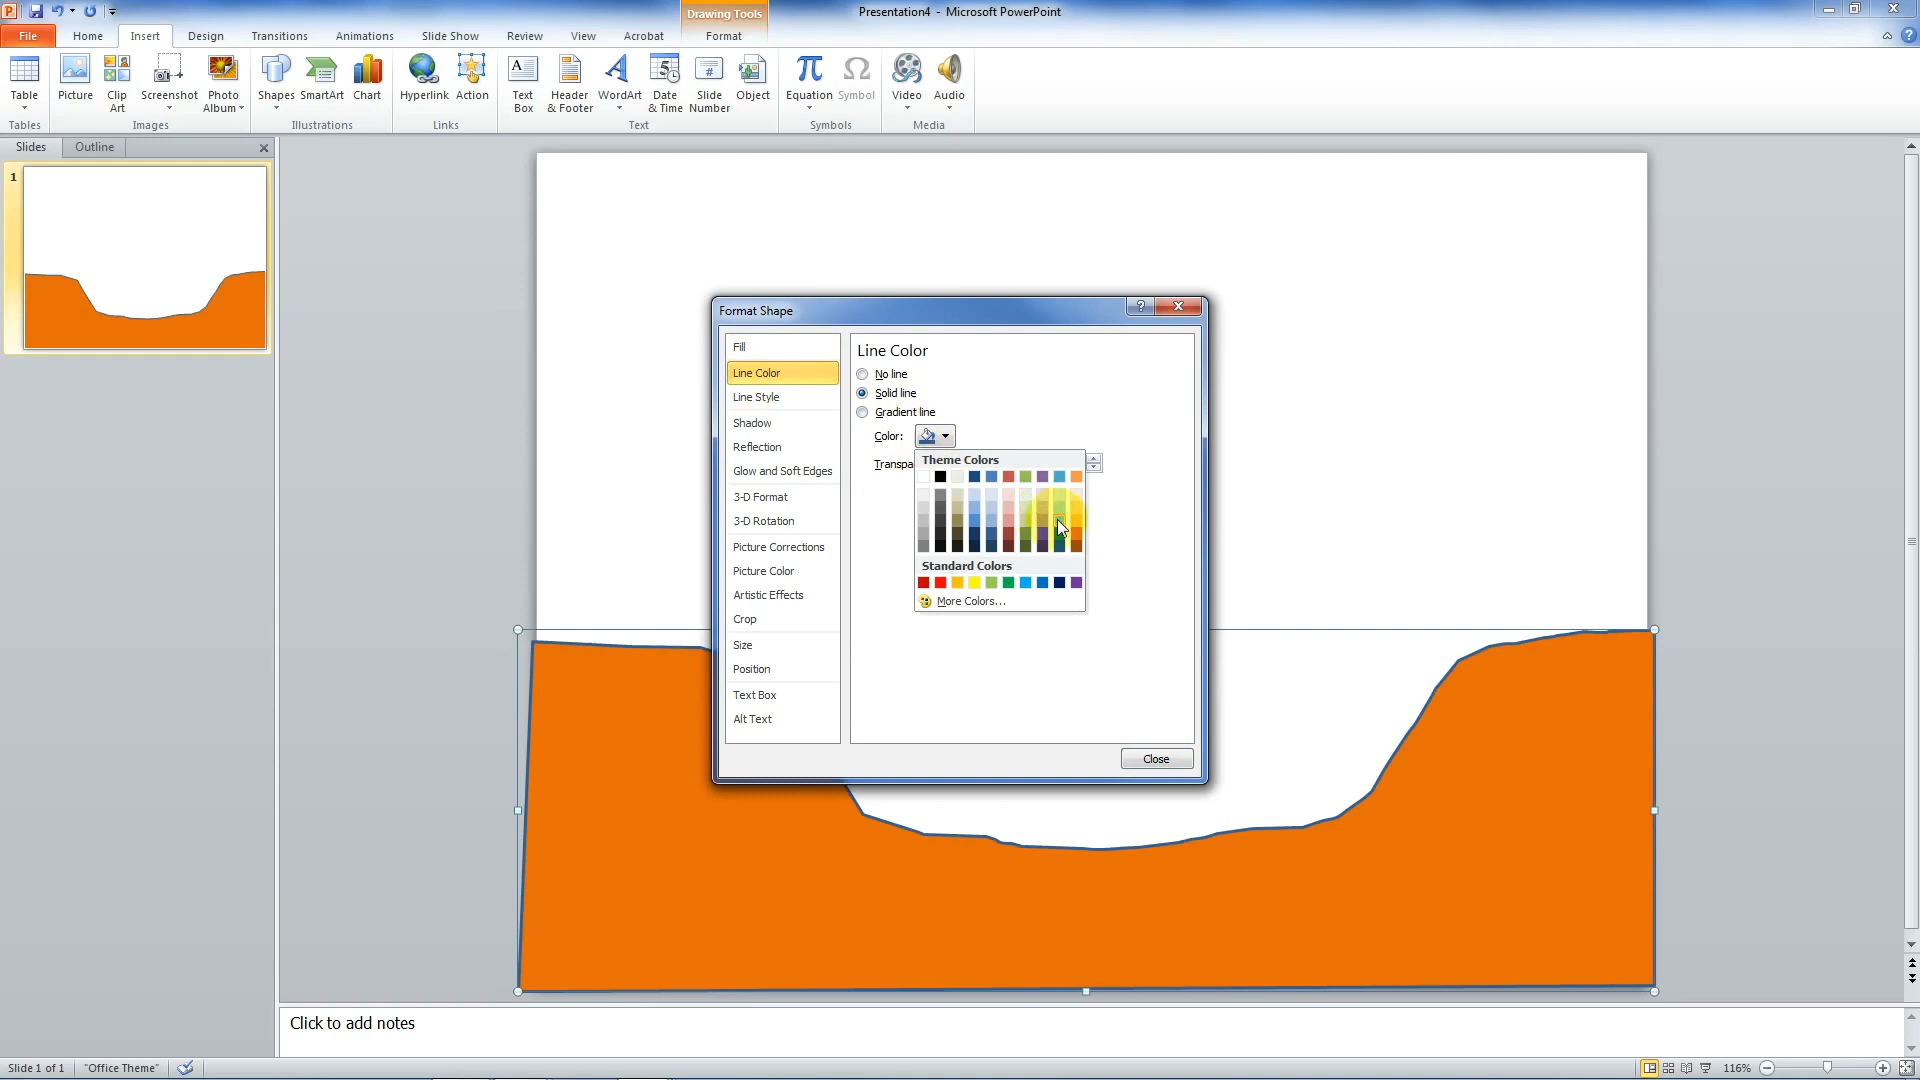 Drawing Tools
Presentation4 - Microsoft PowerPoint
File Home Insert Design Transitions Animations Slide Show Review View Acrobat Format
Table Picture Clip Art Screenshot Photo Album Shapes SmartArt Chart Hyperlink Action Text Box Header & Footer WordArt Date & Time Slide Number Object Equation Symbol Video Audio
Tables Images Illustrations Links Text Symbols Media
Slides Outline
1
Format Shape
Fill
Line Color
Line Style
Shadow
Reflection
Glow and Soft Edges
3-D Format
3-D Rotation
Picture Corrections
Picture Color
Artistic Effects
Crop
Size
Position
Text Box
Alt Text
Line Color
No line
Solid line
Gradient line
Color:
Transpa
Theme Colors
Standard Colors
More Colors...
Close
Click to add notes
Slide 1 of 1 "Office Theme" 116%